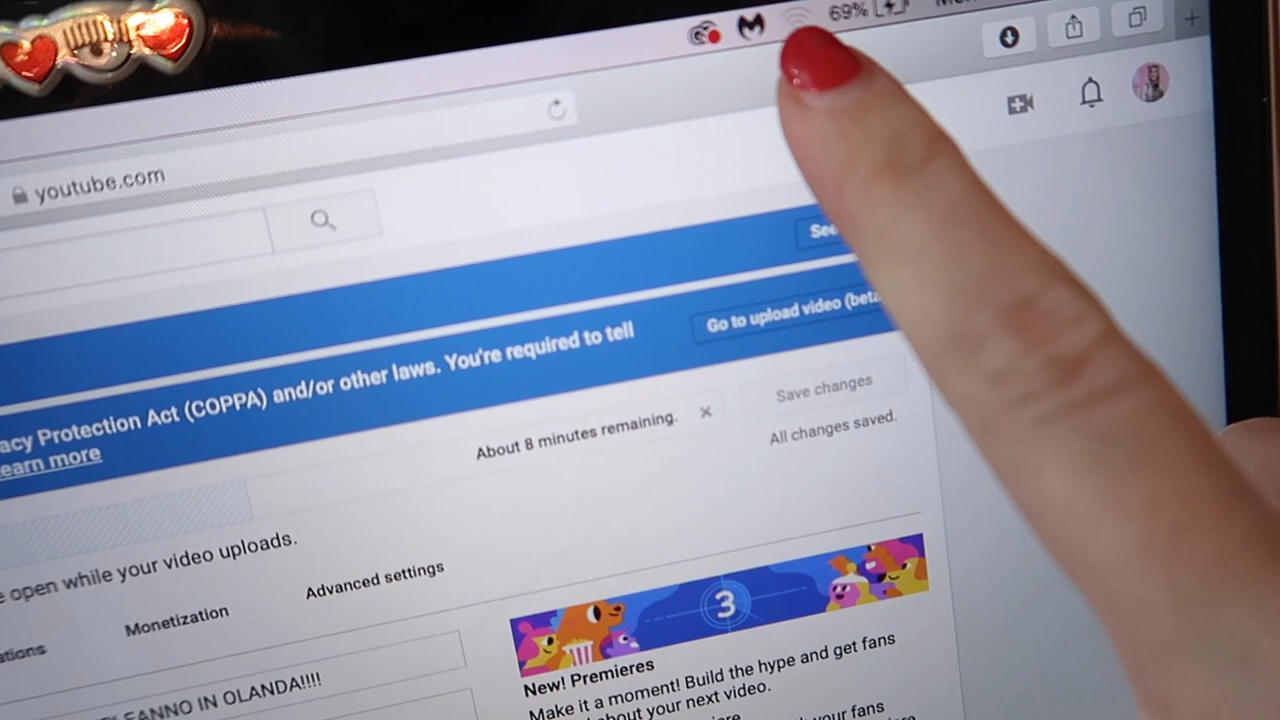 69%
youtube.com
See
acy Protection Act (COPPA) and/or other laws. You're required to tell
earn more
Go to upload video (beta
About 8 minutes remaining.
Save changes
All changes saved.
open while your video uploads.
Monetization
Advanced settings
FANNO IN OLANDA!!!!
3
New! Premieres
Make it a moment! Build the hype and get fans
about your next video.
your fans